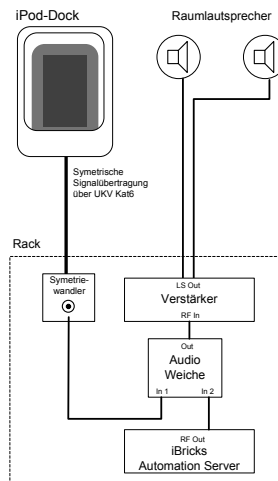 iPod-Dock
Raumlautsprecher
Symetrische
Signalübertragung
über UKV Kat6
Rack
Symetrie-
wandler
LS Out
Verstärker
RF In
Out
Audio
Weiche
In 1
In 2
RF Out
iBricks
Automation Server